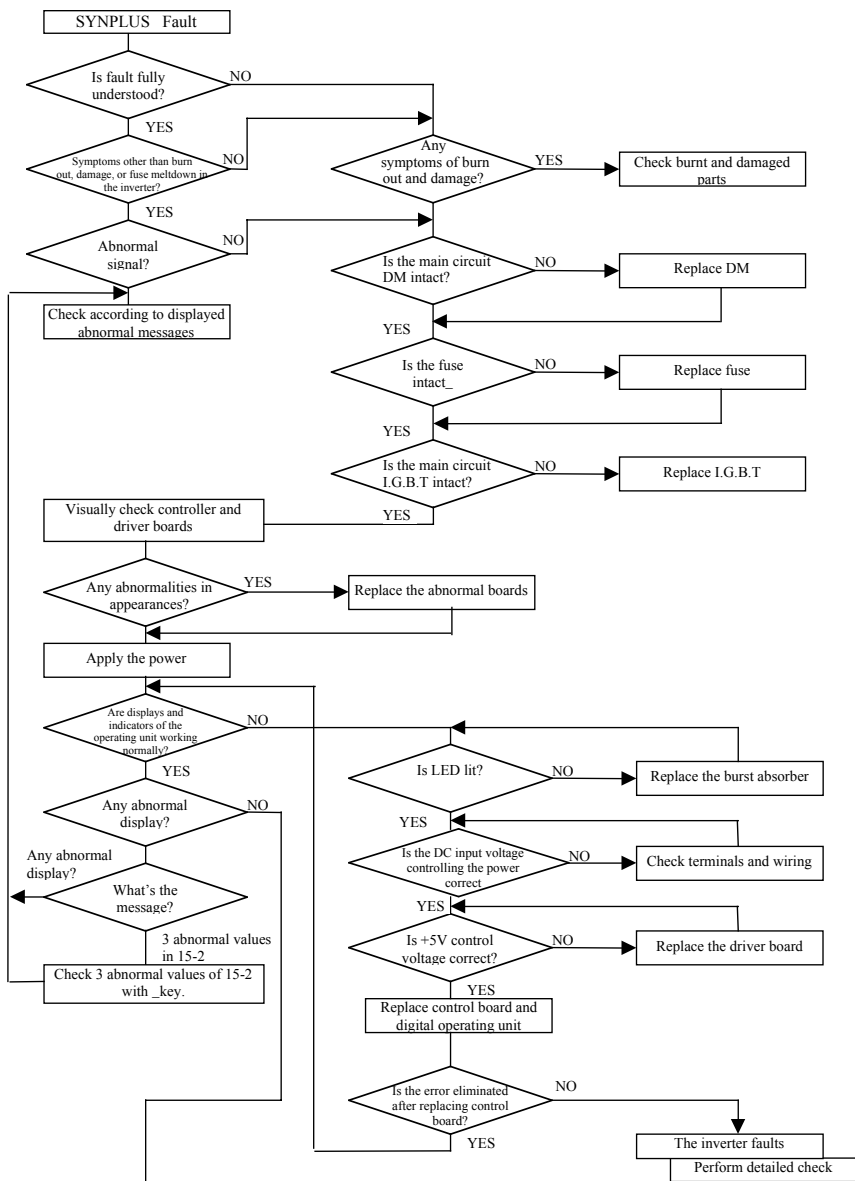 SYNPLUS Fault
Is fault fully
understood?
NO
YES
Symptoms other than burn
out, damage, or fuse meltdown in
the inverter?
NO
YES
Any
symptoms of burn
out and damage?
YES
Check burnt and damaged
parts
Abnormal
signal?
NO
Is the main circuit
DM intact?
NO
Replace DM
Check according to displayed
abnormal messages
YES
Is the fuse
intact_
NO
Replace fuse
YES
Is the main circuit
I.G.B.T intact?
NO
Replace I.G.B.T
YES
Visually check controller and
driver boards
Any abnormalities in
appearances?
YES
Replace the abnormal boards
Apply the power
Are displays and
indicators of the
operating unit working
normally?
NO
YES
Is LED lit?
NO
Replace the burst absorber
Any abnormal
display?
NO
YES
Is the DC input voltage
controlling the power
correct
NO
Check terminals and wiring
Any abnormal
display?
What's the
message?
YES
Is +5V control
voltage correct?
NO
Replace the driver board
3 abnormal values
in 15-2
Check 3 abnormal values of 15-2
with _key.
YES
Replace control board and
digital operating unit
Is the error eliminated
after replacing control
board?
NO
YES
The inverter faults
Perform detailed check